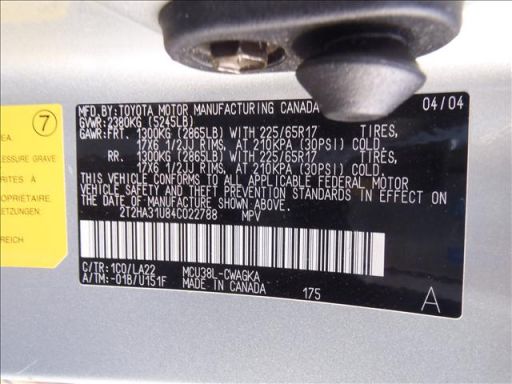 7
EA.
RESSURE GRAVE
RITES À
PROPRIÉTAIRE.
ETZUNGEN.
REICH
MFD. BY: TOYOTA MOTOR MANUFACTURING CANADA 04/04
GVWR: 2380KG (5245LB)
GAWR: FRT. 1300KG (2865LB) WITH 225/65R17 TIRES,
17X6 1/2JJ RIMS, AT 210KPA (30PSI) COLD.
RR. 1300KG (2865LB) WITH 225/65R17 TIRES,
17X6 1/2JJ RIMS, AT 210KPA (30PSI) COLD.
THIS VEHICLE CONFORMS TO ALL APPLICABLE FEDERAL MOTOR
VEHICLE SAFETY AND THEFT PREVENTION STANDARDS IN EFFECT ON
THE DATE OF MANUFACTURE SHOWN ABOVE.
2T2HA31U84C022788 MPV
C/TR: 1C0/LA22 MCU38L-CWAGKA
A/TM: -01B/U151F MADE IN CANADA 175 A